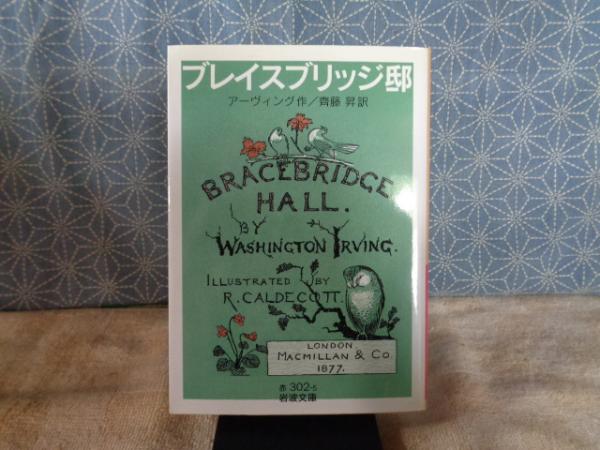 ブレイスブリッジ邸
アーヴィング作／齊藤 昇訳
BRACEBRIDGE
HALL.
BY
WASHINGTON IRVING.
ILLUSTRATED BY
R. CALDECOTT.
LONDON.
MACMILLAN & CO
1877.
赤 302-5
岩波文庫